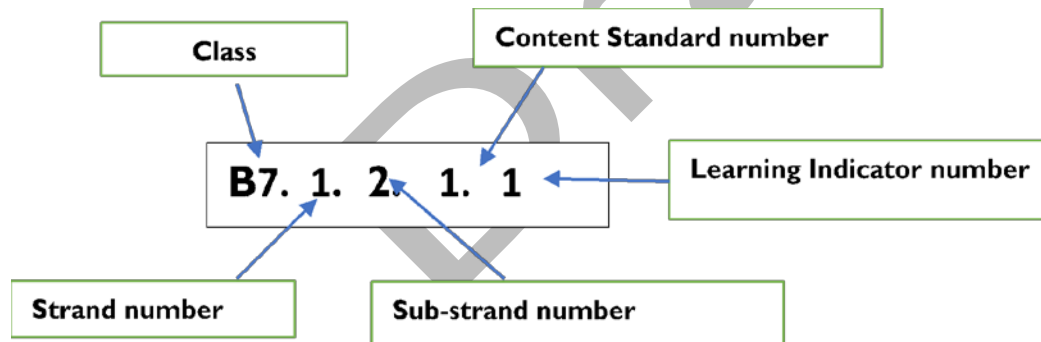 Class
Content Standard number
B7. 1. 2. 1. 1
Learning Indicator number
Strand number
Sub-strand number